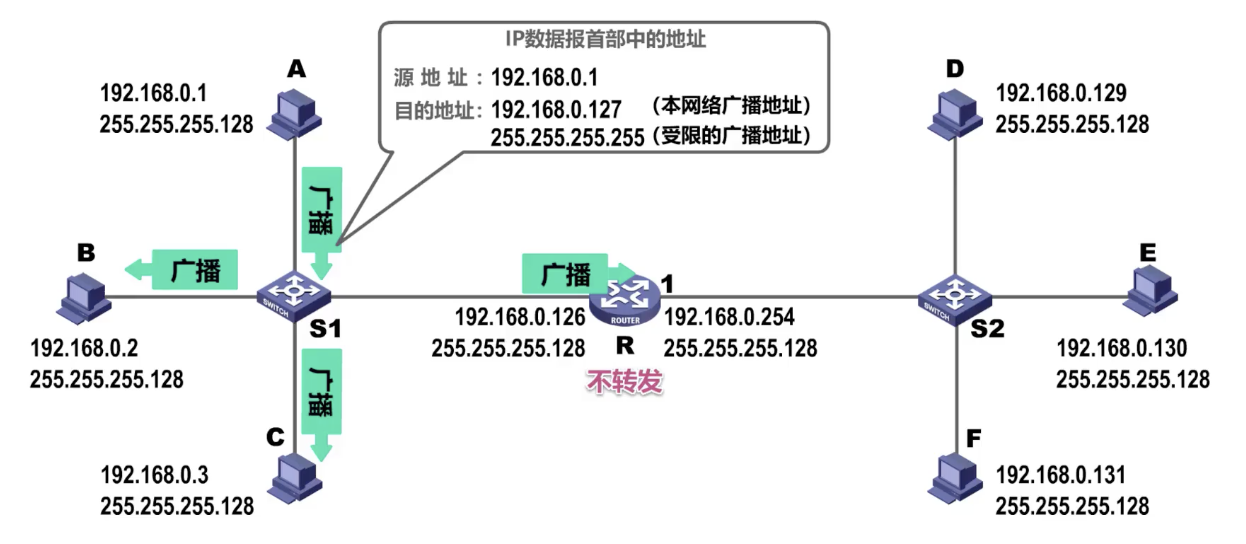 IP数据报首部中的地址
源 地 址 : 192.168.0.1
目的地址: 192.168.0.127 (本网络广播地址)
255.255.255.255 (受限的广播地址)
A
192.168.0.1
255.255.255.128
D
192.168.0.129
255.255.255.128
广播
B
广播
192.168.0.2
255.255.255.128
SWITCH
S1
广播
ROUTER
1
192.168.0.126
255.255.255.128
R
192.168.0.254
255.255.255.128
不转发
SWITCH
S2
E
192.168.0.130
255.255.255.128
广播
C
192.168.0.3
255.255.255.128
F
192.168.0.131
255.255.255.128